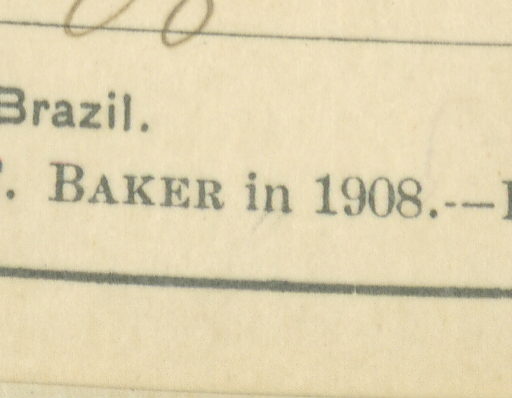 Brazil.
. BAKER in 1908.--